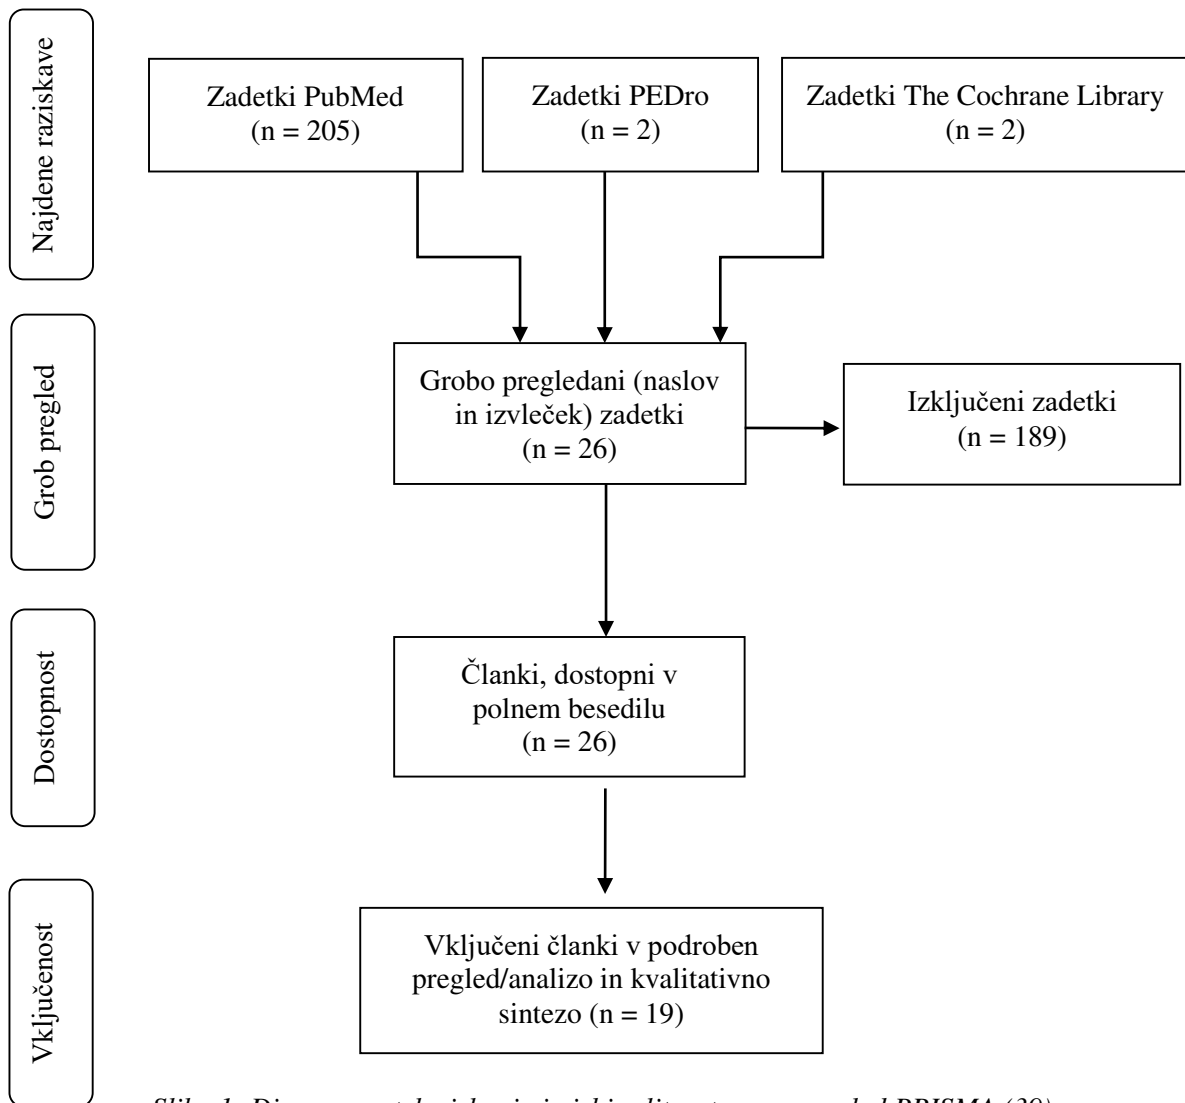 Najdene raziskave
Zadetki PubMed
(n = 205)
Zadetki PEDro
(n = 2)
Zadetki The Cochrane Library
(n = 2)
Grob pregled
Grobo pregledani (naslov
in izvleček) zadetki
(n = 26)
Izključeni zadetki
(n = 189)
Dostopnost
Članki, dostopni v
polnem besedilu
(n = 26)
Vključenost
Vključeni članki v podroben
pregled/analizo in kvalitativno
sintezo (n = 19)